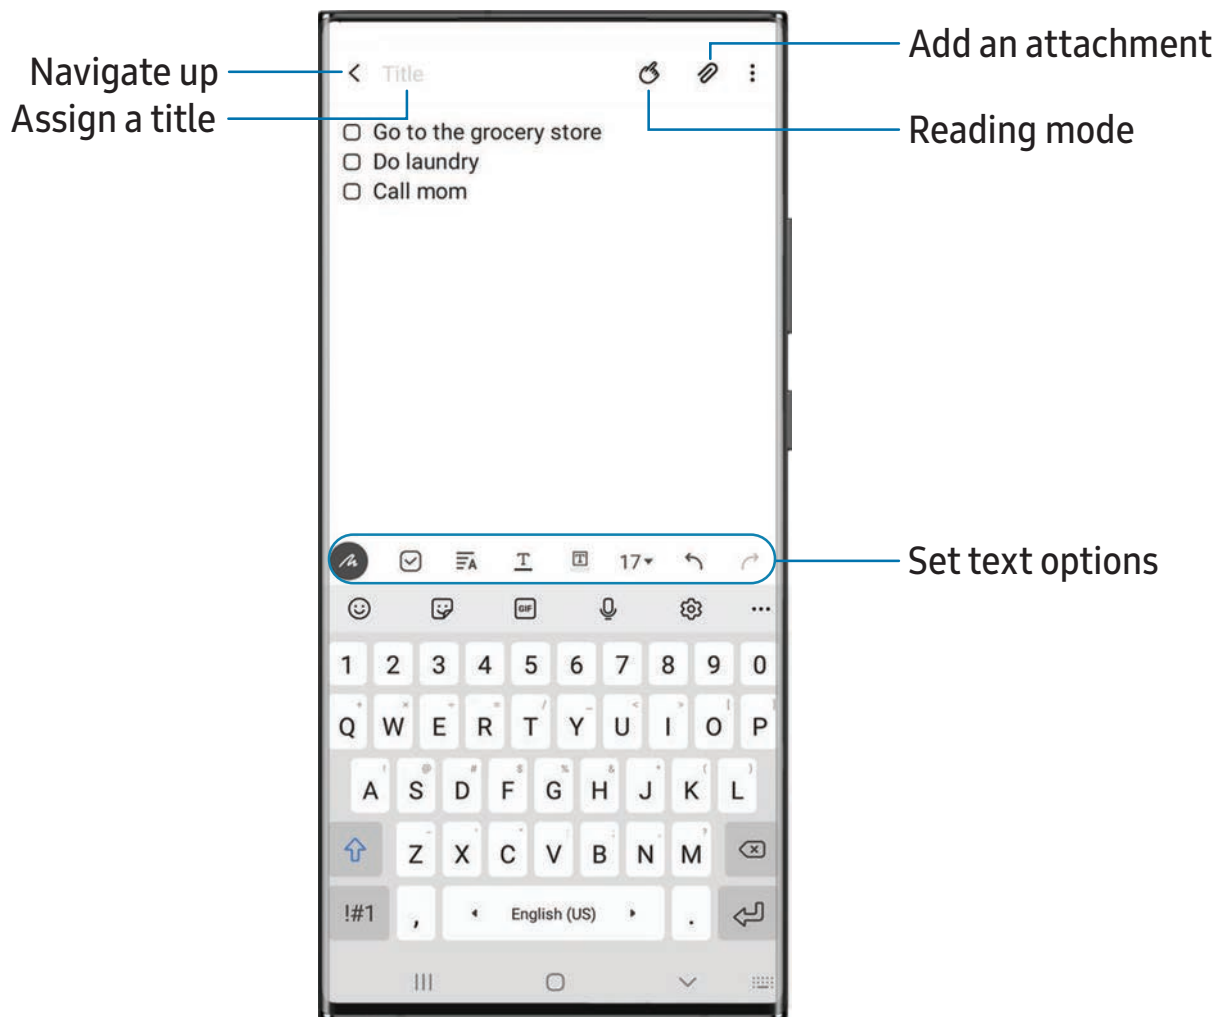 Navigate up
Assign a title
Add an attachment
Reading mode
Title
Go to the grocery store
Do laundry
Call mom
17
Set text options
GIF
1 2 3 4 5 6 7 8 9 0
Q W E R T Y U I O P
A S D F G H J K L
Z X C V B N M
!#1 , English (US) .